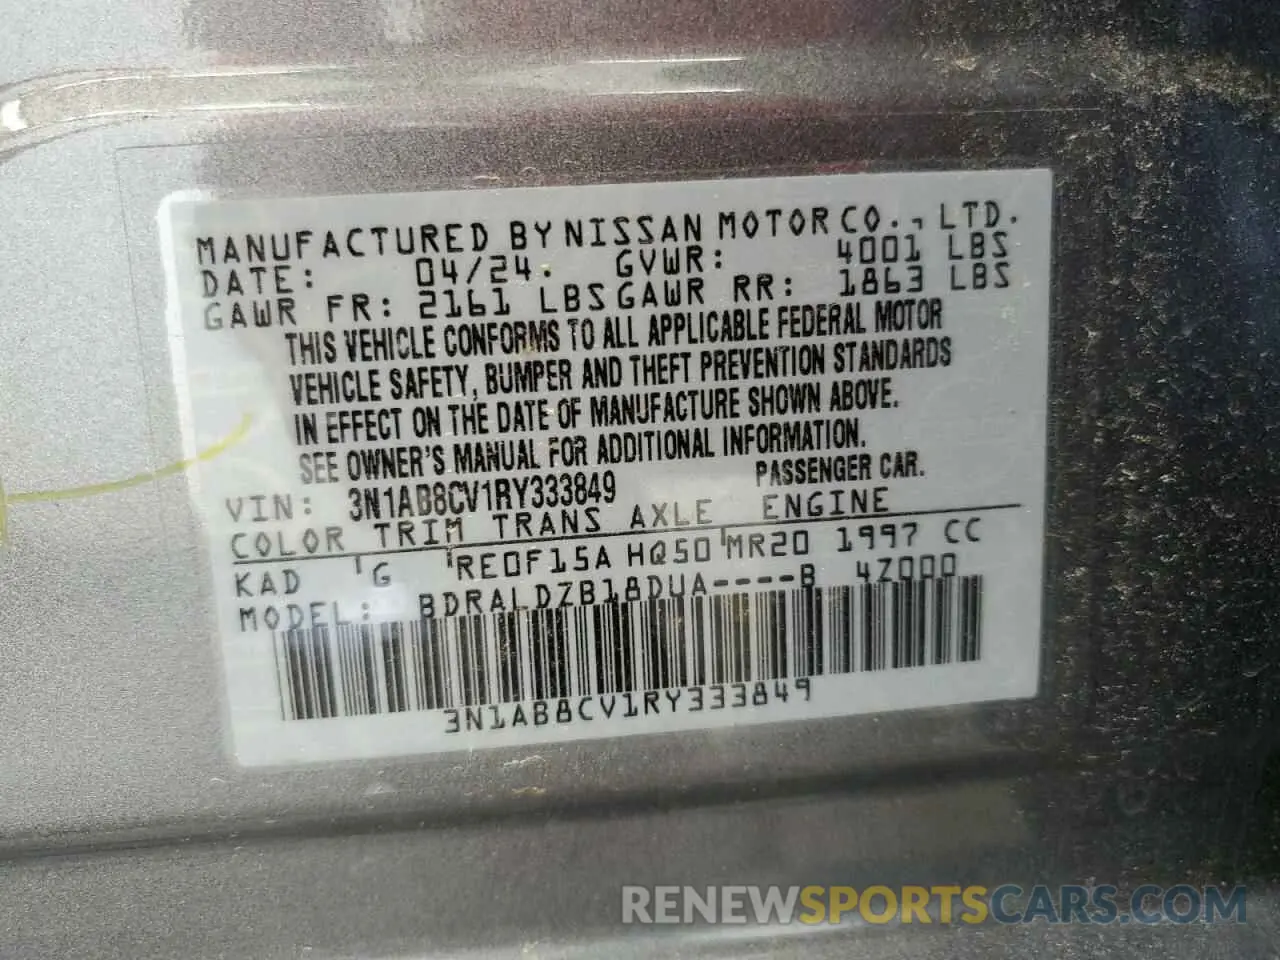 MANUFACTURED BY NISSAN MOTOR CO., LTD.
DATE: 04/24. GVWR: 4001 LBS
GAWR FR: 2161 LBS GAWR RR: 1863 LBS
THIS VEHICLE CONFORMS TO ALL APPLICABLE FEDERAL MOTOR
VEHICLE SAFETY, BUMPER AND THEFT PREVENTION STANDARDS
IN EFFECT ON THE DATE OF MANUFACTURE SHOWN ABOVE.
SEE OWNER'S MANUAL FOR ADDITIONAL INFORMATION.
VIN: 3N1AB8CV1RY333849 PASSENGER CAR.
COLOR TRIM TRANS AXLE ENGINE
KAD G RE0F15A HQ50 MR20 1997 CC
MODEL: BDRALDZB18DUA----B 4Z000
3N1AB8CV1RY333849
RENEWSPORTSCARS.COM